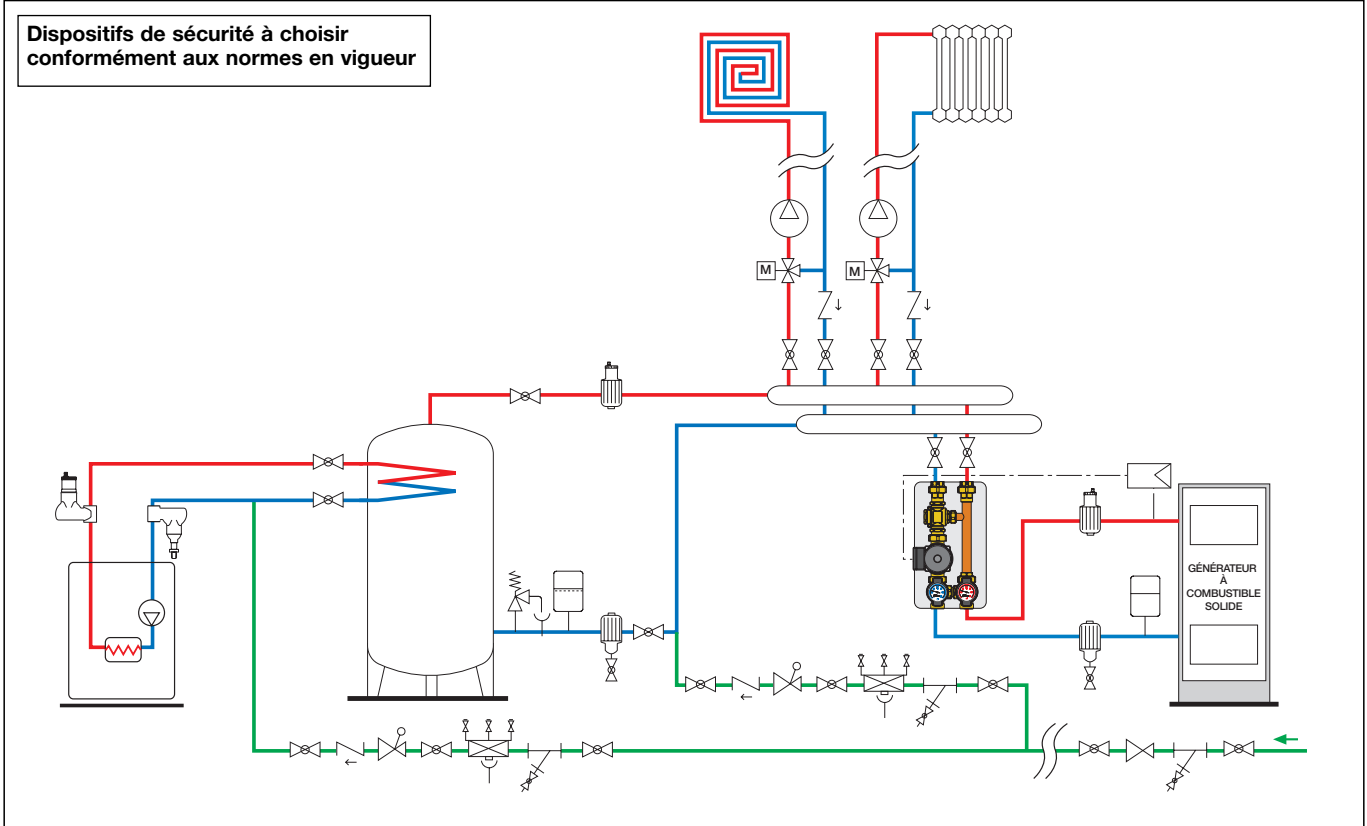 Dispositifs de sécurité à choisir
conformément aux normes en vigueur
M
M
GÉNÉRATEUR
À
COMBUSTIBLE
SOLIDE